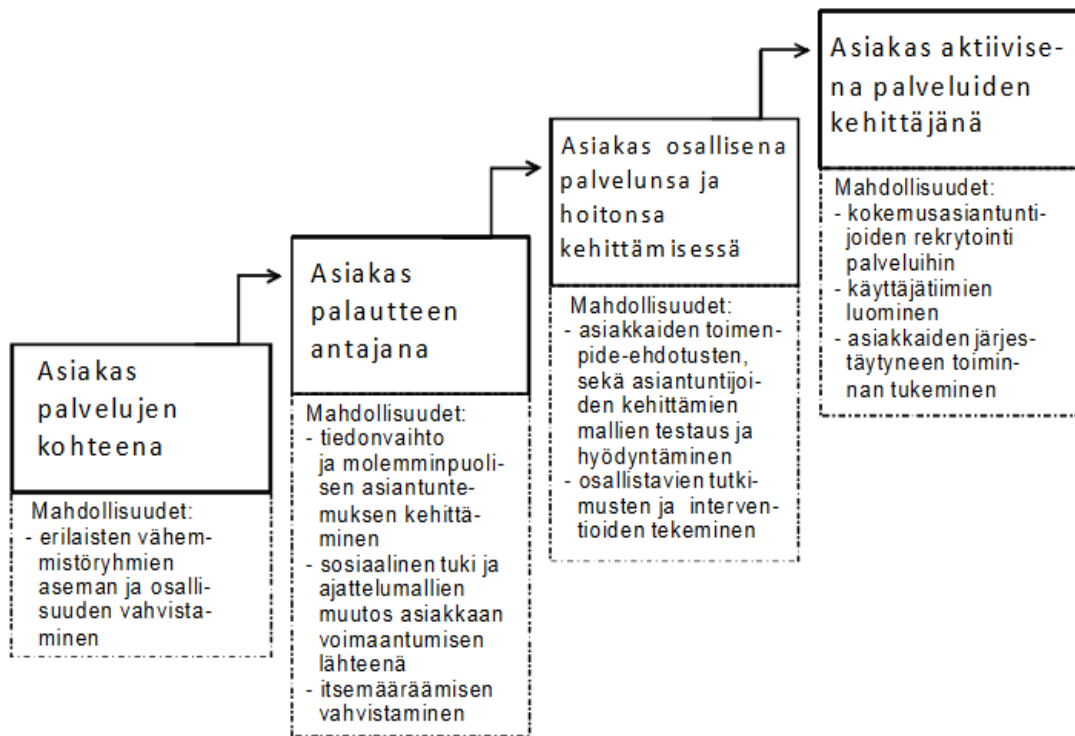 Asiakas
palvelujen
kohteena
Mahdollisuudet:
- erilaisten vähem-
mistöryhmien
aseman ja osalli-
suuden vahvista-
minen
Asiakas
palautteen
antajana
Mahdollisuudet:
- tiedonvaihto
ja molemminpuoli-
sen asiantunte-
muksen kehittä-
minen
- sosiaalinen tuki ja
ajattelumallien
muutos asiakkaan
voimaantumisen
lähteenä
- itsemääräämisen
vahvistaminen
Asiakas osallisena
palvelunsa ja
hoitonsa
kehittämisessä
Mahdollisuudet:
- asiakkaiden toimen-
pide-ehdotusten,
sekä asiantuntijoi-
den kehittämien
mallien testaus ja
hyödyntäminen
- osallistavien tutki-
musten ja interven-
tioiden tekeminen
Asiakas aktiivise-
na palveluiden
kehittäjänä
Mahdollisuudet:
- kokemusasiantunti-
joiden rekrytointi
palveluihin
- käyttäjätiimien
luominen
- asiakkaiden järjes-
täytyneen toimin-
nan tukeminen